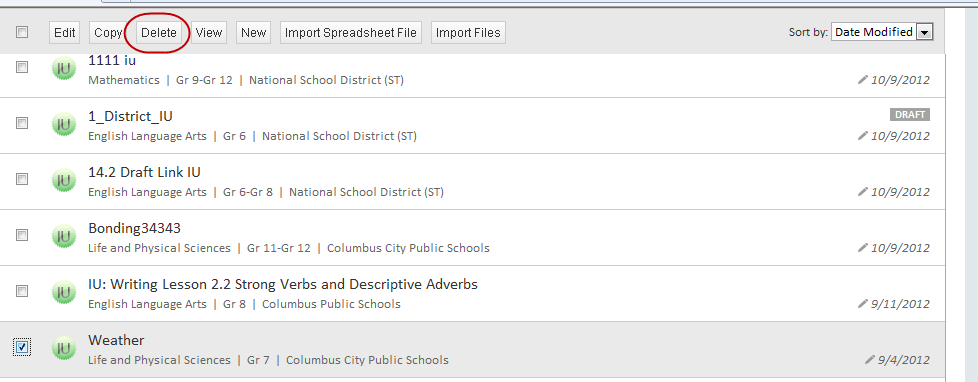 Edit Copy Delete View New Import Spreadsheet File Import Files Sort by: Date Modified
IU 1111 iu
Mathematics | Gr 9-Gr 12 | National School District (ST) 10/9/2012
IU 1_District_IU DRAFT
English Language Arts | Gr 6 | National School District (ST) 10/9/2012
IU 14.2 Draft Link IU
English Language Arts | Gr 6-Gr 8 | National School District (ST) 10/9/2012
IU Bonding34343
Life and Physical Sciences | Gr 11-Gr 12 | Columbus City Public Schools 10/9/2012
IU IU: Writing Lesson 2.2 Strong Verbs and Descriptive Adverbs
English Language Arts | Gr 8 | Columbus Public Schools 9/11/2012
IU Weather
Life and Physical Sciences | Gr 7 | Columbus City Public Schools 9/4/2012